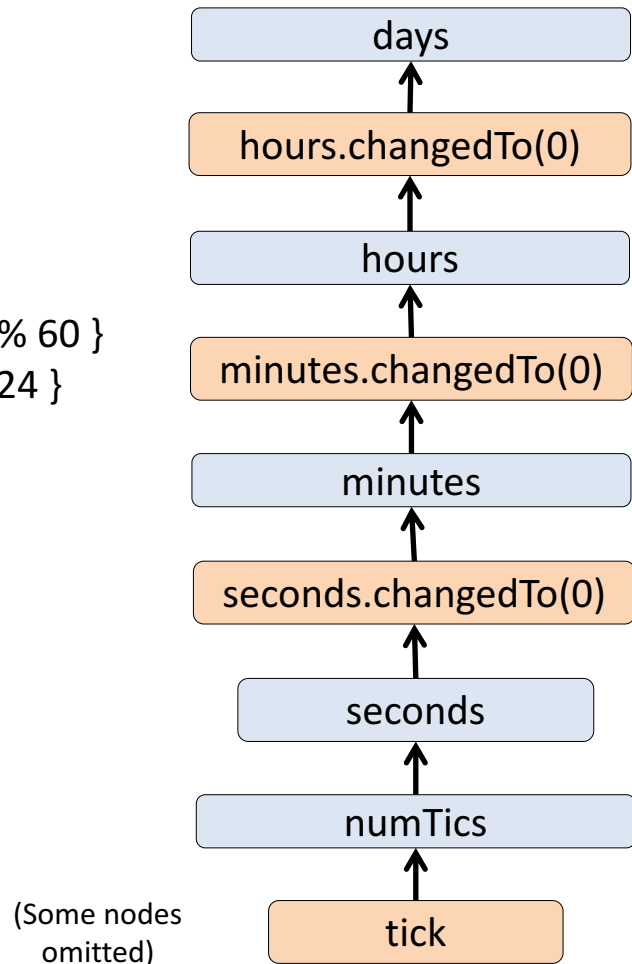 days
hours.changedTo(0)
hours
% 60 }
minutes.changedTo(0)
24 }
minutes
seconds.changedTo(0)
seconds
numTics
(Some nodes
omitted)
tick